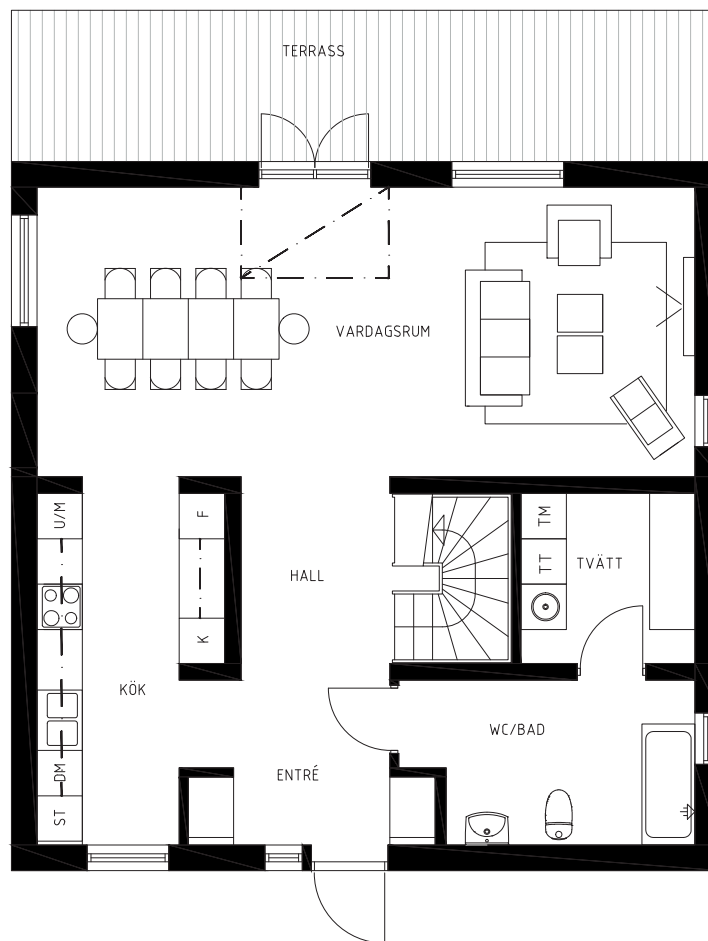 TERRASS
VARDAGSRUM
U/M
F
TM
HALL
TT
TVÄTT
K
KÖK
WC/BAD
DM
ENTRÉ
ST